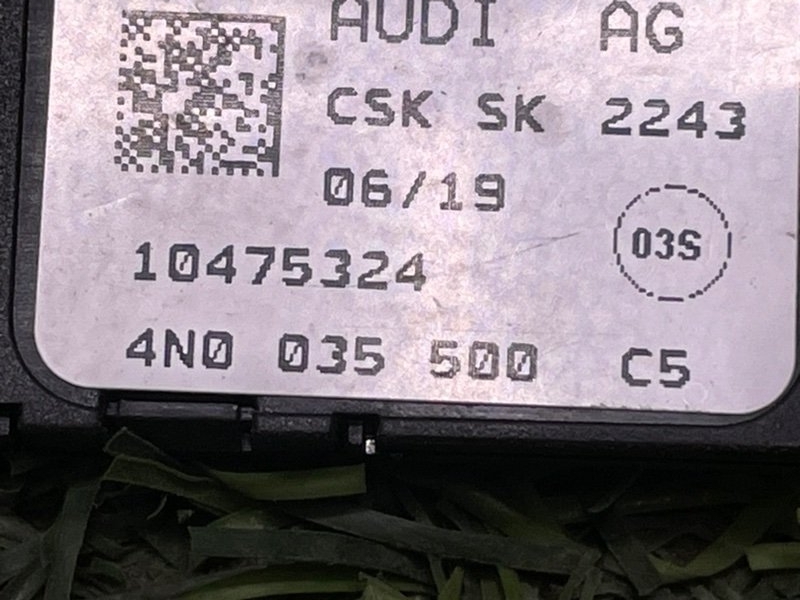 AUDI AG
CSK SK 2243
06/19
03S
10475324
4N0 035 500 C5